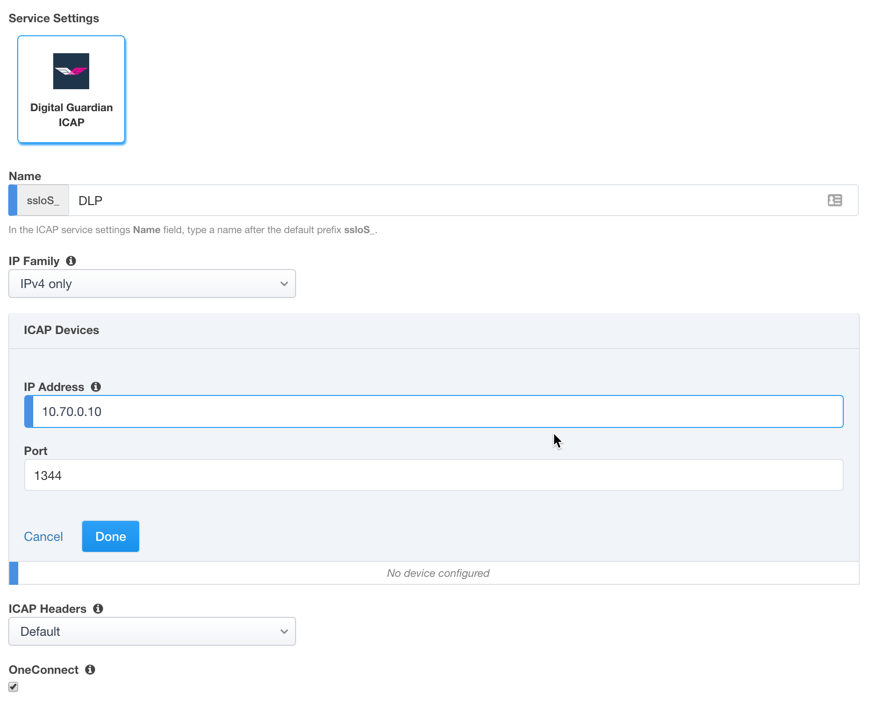 Service Settings
Digital Guardian
ICAP
Name
ssloS_ DLP
In the ICAP service settings Name field, type a name after the default prefix ssloS_.
IP Family
IPv4 only
ICAP Devices
IP Address
10.70.0.10
Port
1344
Cancel Done
No device configured
ICAP Headers
Default
OneConnect